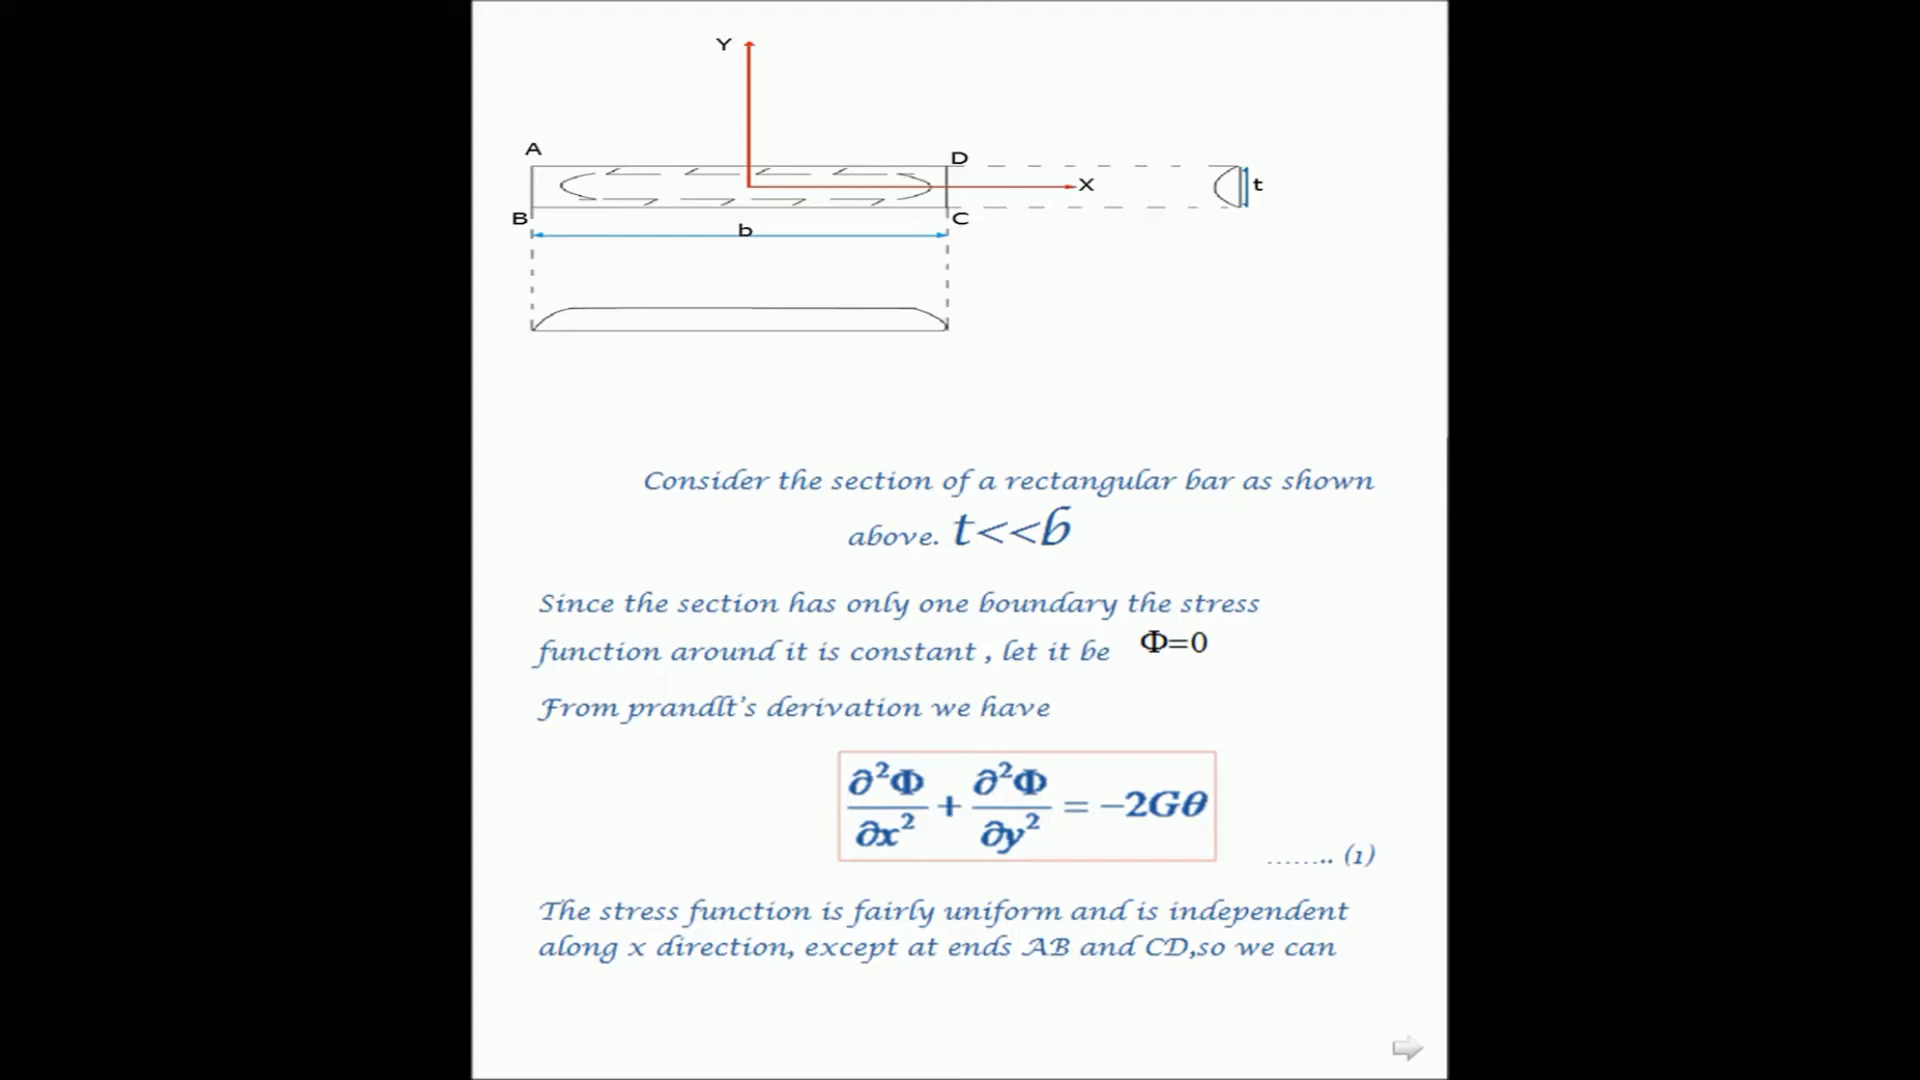 Y
A
D
X
t
B
C
b
Consider the section of a rectangular bar as shown
above. t<<b
Since the section has only one boundary the stress
function around it is constant , let it be Φ=0
From prandlt's derivation we have
∂²Φ/∂x² + ∂²Φ/∂y² = −2Gθ
........ (1)
The stress function is fairly uniform and is independent
along x direction, except at ends AB and CD,so we can